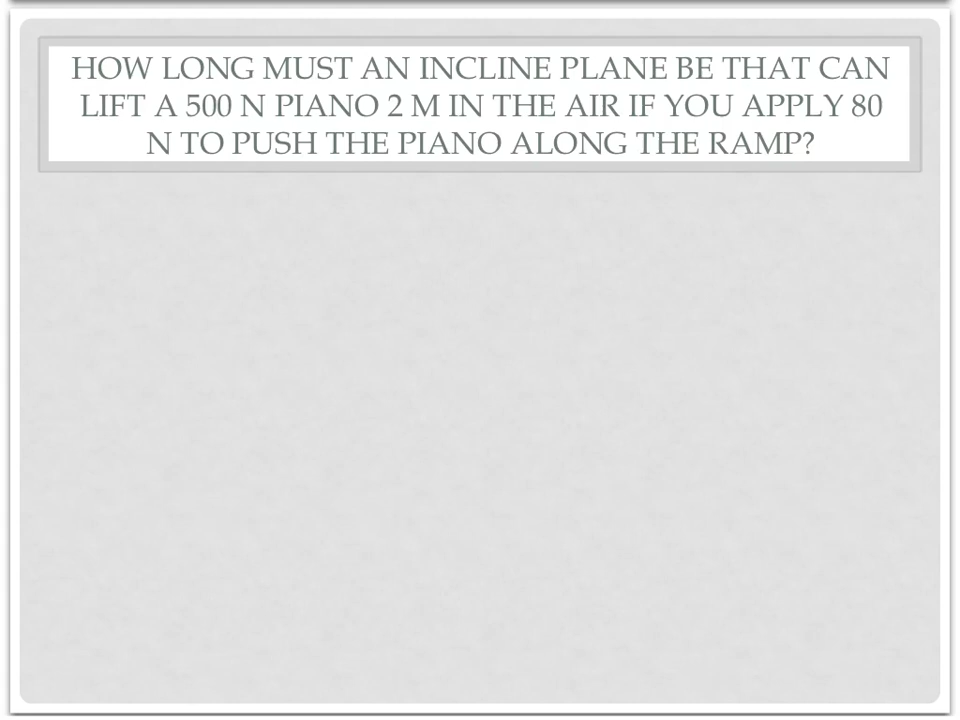 HOW LONG MUST AN INCLINE PLANE BE THAT CAN
LIFT A 500 N PIANO 2 M IN THE AIR IF YOU APPLY 80
N TO PUSH THE PIANO ALONG THE RAMP?